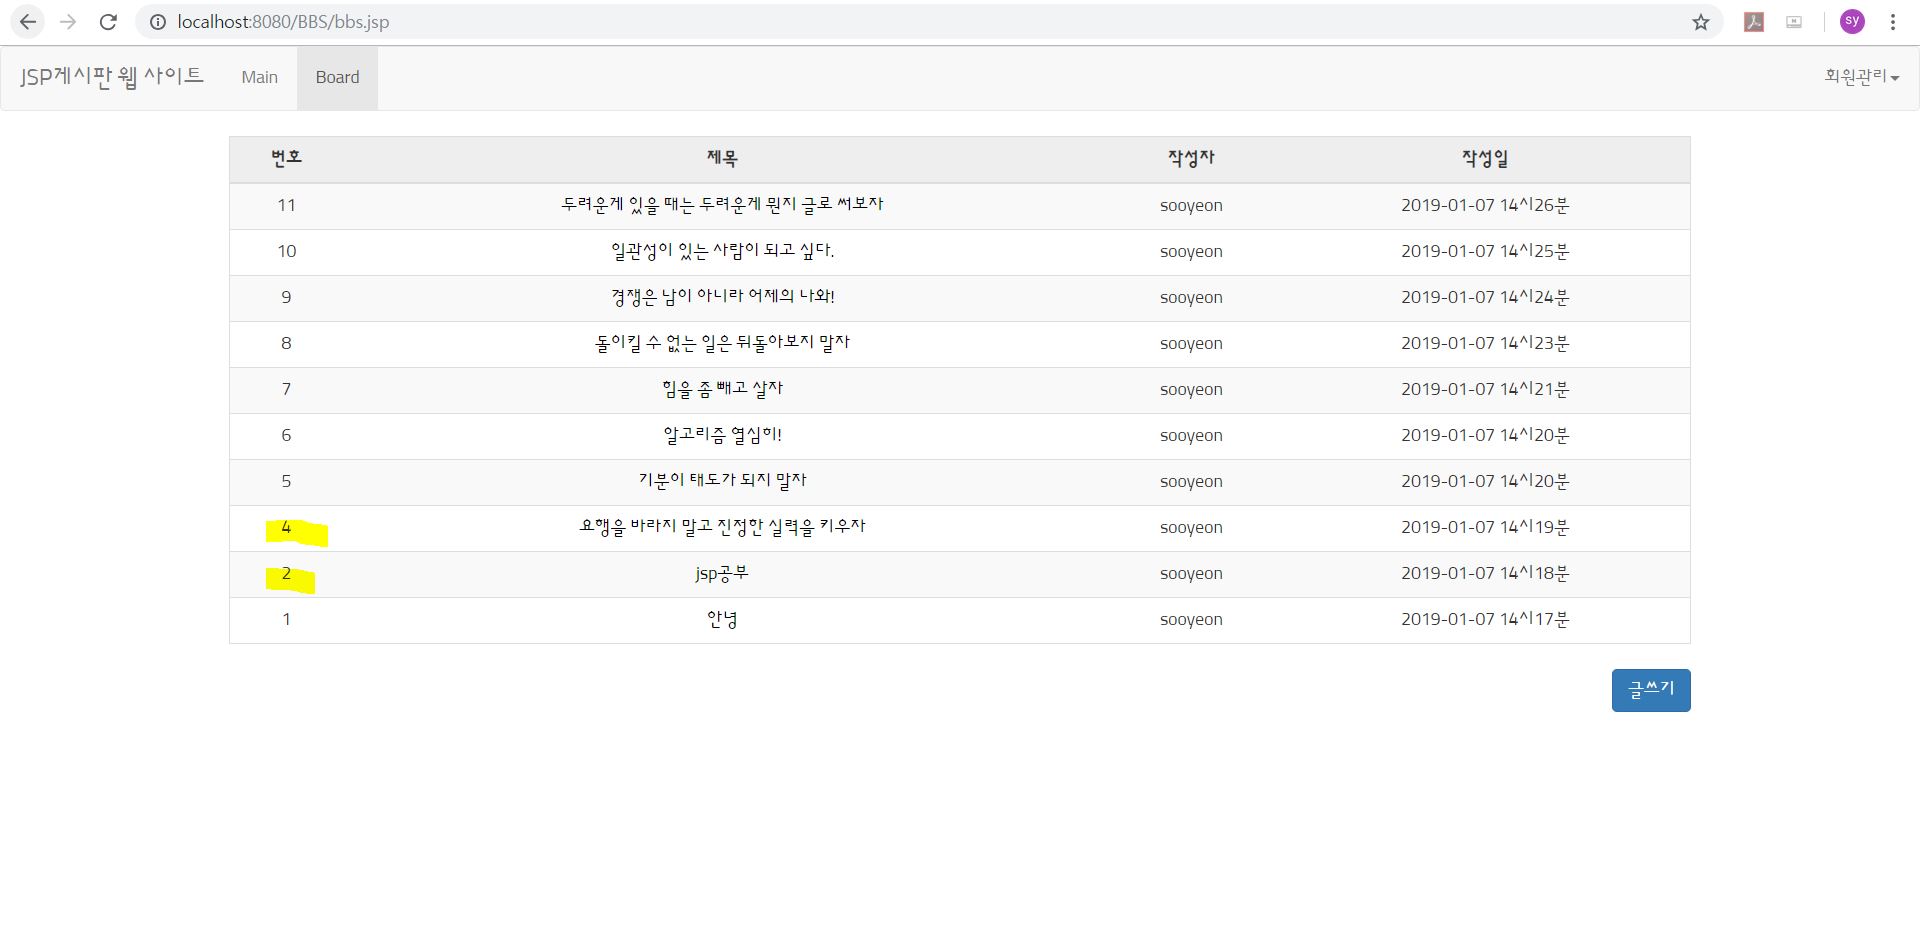 localhost:8080/BBS/bbs.jsp sy
JSP게시판 웹 사이트 Main Board 회원관리
번호 제목 작성자 작성일
11 두려운게 있을 때는 두려운게 뭔지 글로 써보자 sooyeon 2019-01-07 14시26분
10 일관성이 있는 사람이 되고 싶다. sooyeon 2019-01-07 14시25분
9 경쟁은 남이 아니라 어제의 나와! sooyeon 2019-01-07 14시24분
8 돌이킬 수 없는 일은 뒤돌아보지 말자 sooyeon 2019-01-07 14시23분
7 힘을 좀 빼고 살자 sooyeon 2019-01-07 14시21분
6 알고리즘 열심히! sooyeon 2019-01-07 14시20분
5 기분이 태도가 되지 말자 sooyeon 2019-01-07 14시20분
4 요행을 바라지 말고 진정한 실력을 키우자 sooyeon 2019-01-07 14시19분
2 jsp공부 sooyeon 2019-01-07 14시18분
1 안녕 sooyeon 2019-01-07 14시17분
글쓰기